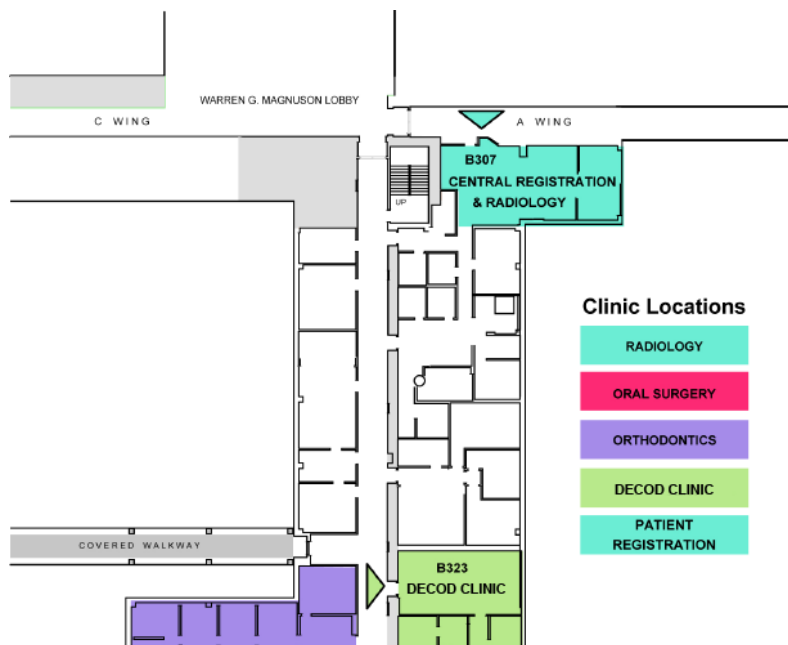 WARREN G. MAGNUSON LOBBY
C WING
A WING
B307
CENTRAL REGISTRATION
& RADIOLOGY
UP
Clinic Locations
RADIOLOGY
ORAL SURGERY
ORTHODONTICS
DECOD CLINIC
PATIENT
REGISTRATION
COVERED WALKWAY
B323
DECOD CLINIC